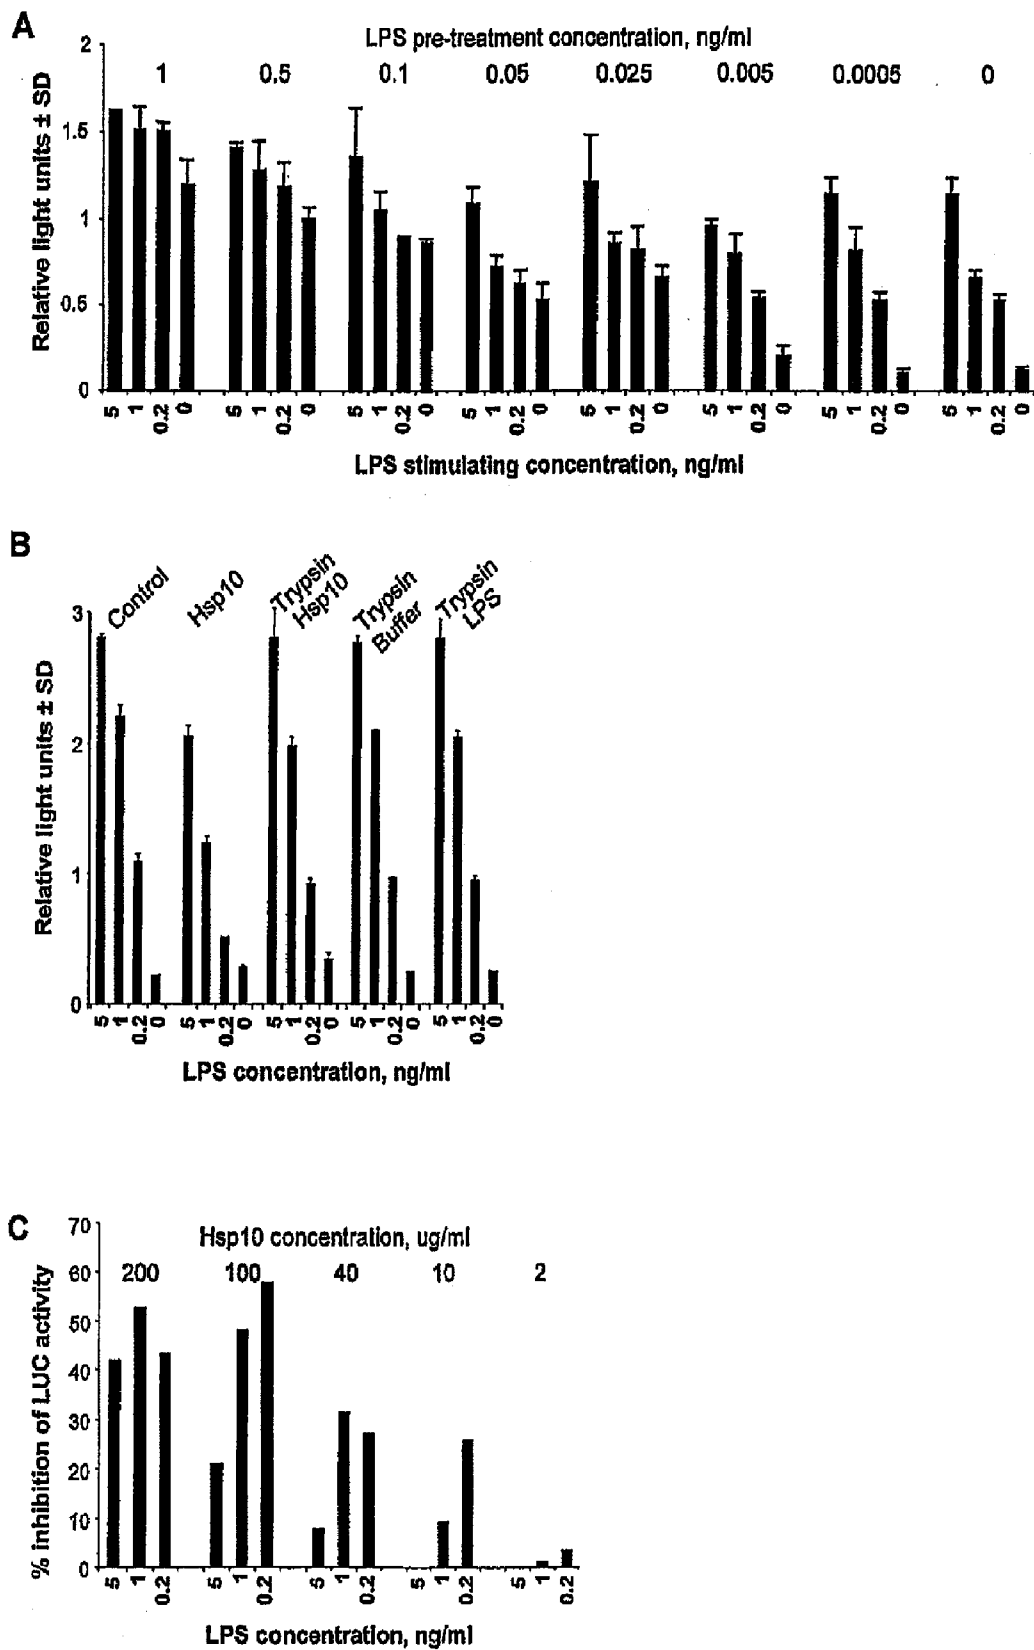 A
LPS pre-treatment concentration, ng/ml
1 0.5 0.1 0.05 0.025 0.005 0.0005 0
Relative light units ± SD
2
1.5
1
0.5
0
5 1 0.2 0 5 1 0.2 0 5 1 0.2 0 5 1 0.2 0 5 1 0.2 0 5 1 0.2 0 5 1 0.2 0 5 1 0.2 0
LPS stimulating concentration, ng/ml
B
Control
Hsp10
Trypsin
Hsp10
Trypsin
Buffer
Trypsin
LPS
Relative light units ± SD
3
2
1
0
5 1 0.2 0 5 1 0.2 0 5 1 0.2 0 5 1 0.2 0 5 1 0.2 0
LPS concentration, ng/ml
C
Hsp10 concentration, ug/ml
200 100 40 10 2
% inhibition of LUC activity
70
60
50
40
30
20
10
0
5 1 0.2 5 1 0.2 5 1 0.2 5 1 0.2 5 1 0.2
LPS concentration, ng/ml